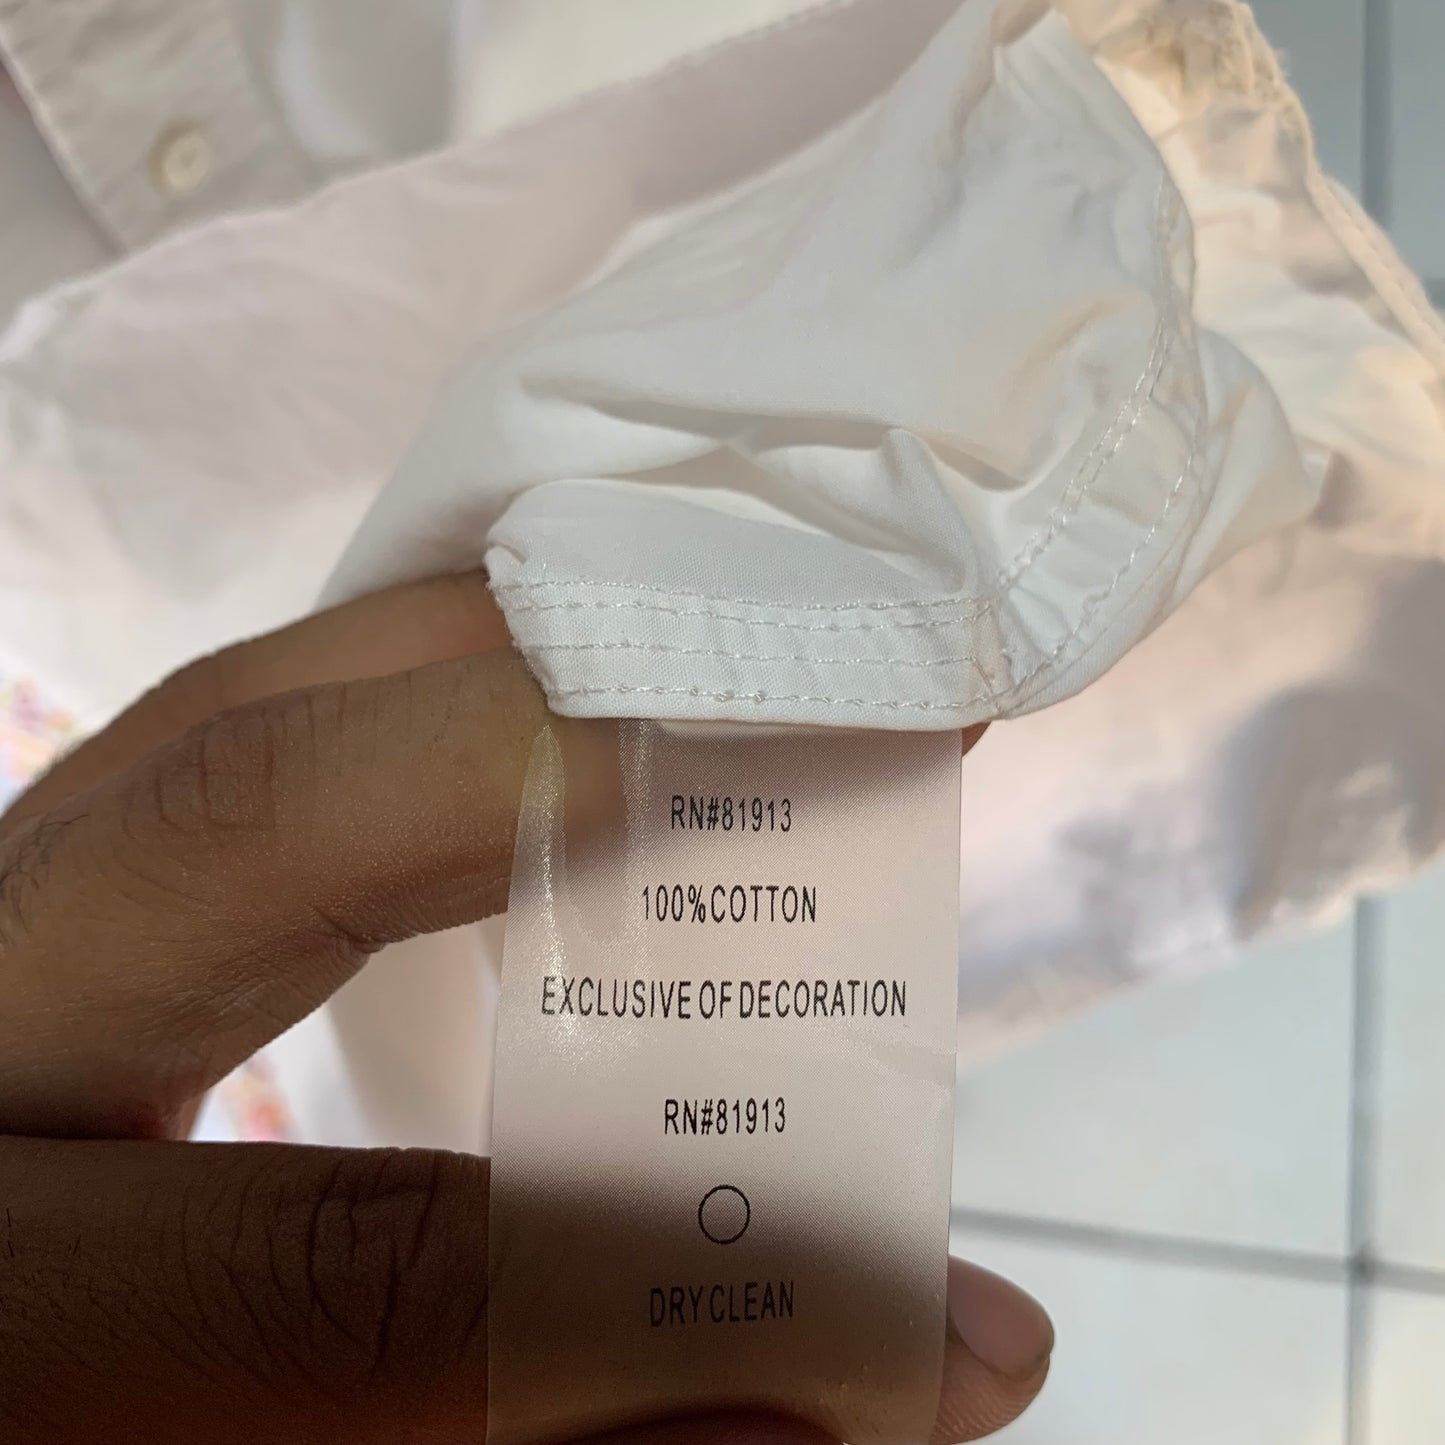 RN#81913
100%COTTON
EXCLUSIVE OF DECORATION
RN#81913
DRY CLEAN